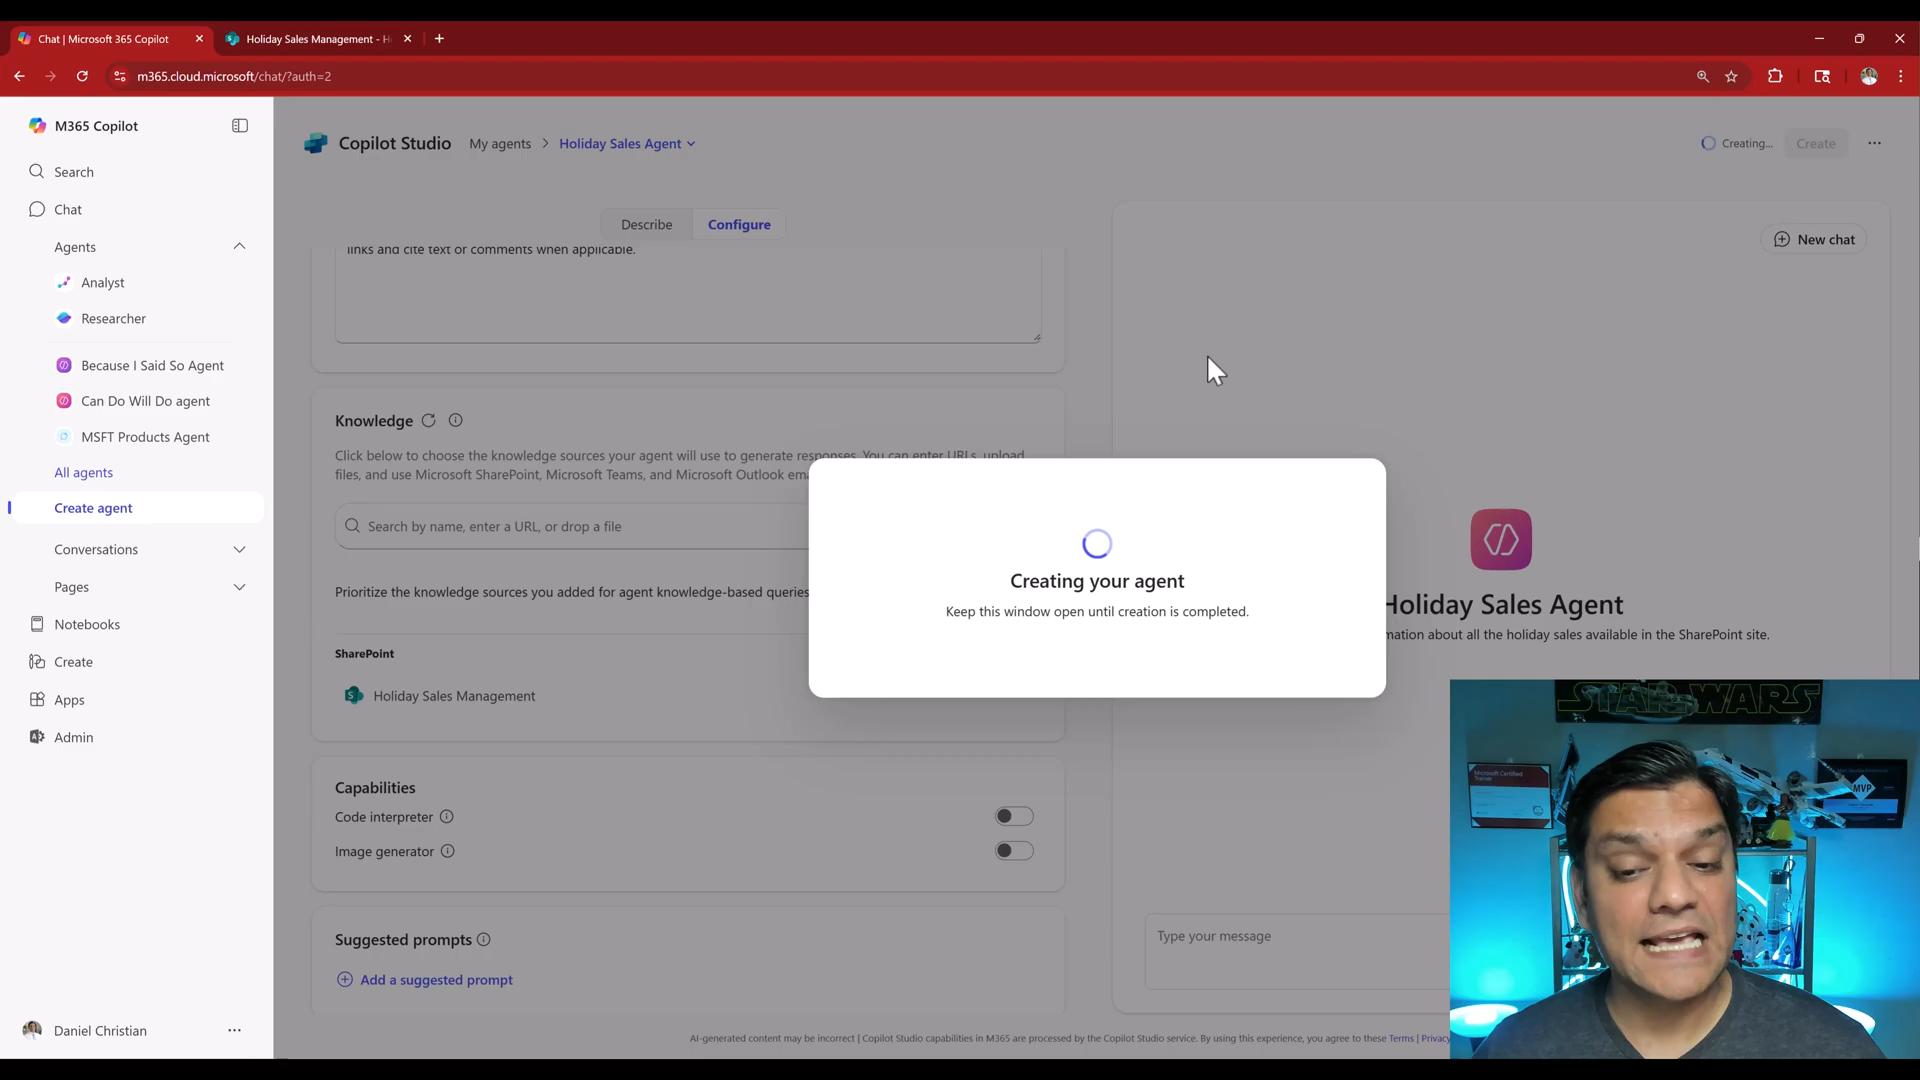 Chat | Microsoft 365 Copilot
Holiday Sales Management - H
m365.cloud.microsoft/chat/?auth=2
M365 Copilot
Search
Chat
Agents
Analyst
Researcher
Because I Said So Agent
Can Do Will Do agent
MSFT Products Agent
All agents
Create agent
Conversations
Pages
Notebooks
Create
Apps
Admin
Daniel Christian
Copilot Studio
My agents > Holiday Sales Agent
Creating...
Create
Describe
Configure
New chat
links and cite text or comments when applicable.
Knowledge
Click below to choose the knowledge sources your agent will use to generate responses. You can enter URLs, upload
files, and use Microsoft SharePoint, Microsoft Teams, and Microsoft Outlook ema
Search by name, enter a URL, or drop a file
Prioritize the knowledge sources you added for agent knowledge-based queries
SharePoint
Holiday Sales Management
Creating your agent
Keep this window open until creation is completed.
Holiday Sales Agent
mation about all the holiday sales available in the SharePoint site.
Capabilities
Code interpreter
Image generator
Suggested prompts
Add a suggested prompt
Type your message
AI-generated content may be incorrect | Copilot Studio capabilities in M365 are processed by the Copilot Studio service. By using this experience, you agree to these Terms | Privacy
STAR WARS
Microsoft Certified
Trainer
MVP